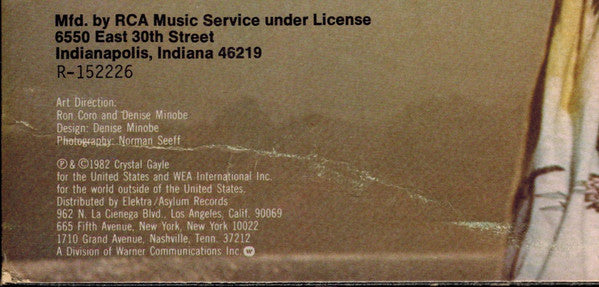 Mfd. by RCA Music Service under License
6550 East 30th Street
Indianapolis, Indiana 46219
R-152226
Art Direction:
Ron Coro and Denise Minobe
Design: Denise Minobe
Photography: Norman Seeff
℗ & ©1982 Crystal Gayle
for the United States and WEA International Inc.
for the world outside of the United States.
Distributed by Elektra/Asylum Records
962 N. La Cienega Blvd., Los Angeles, Calif. 90069
665 Fifth Avenue, New York, New York 10022
1710 Grand Avenue, Nashville, Tenn. 37212
A Division of Warner Communications Inc.